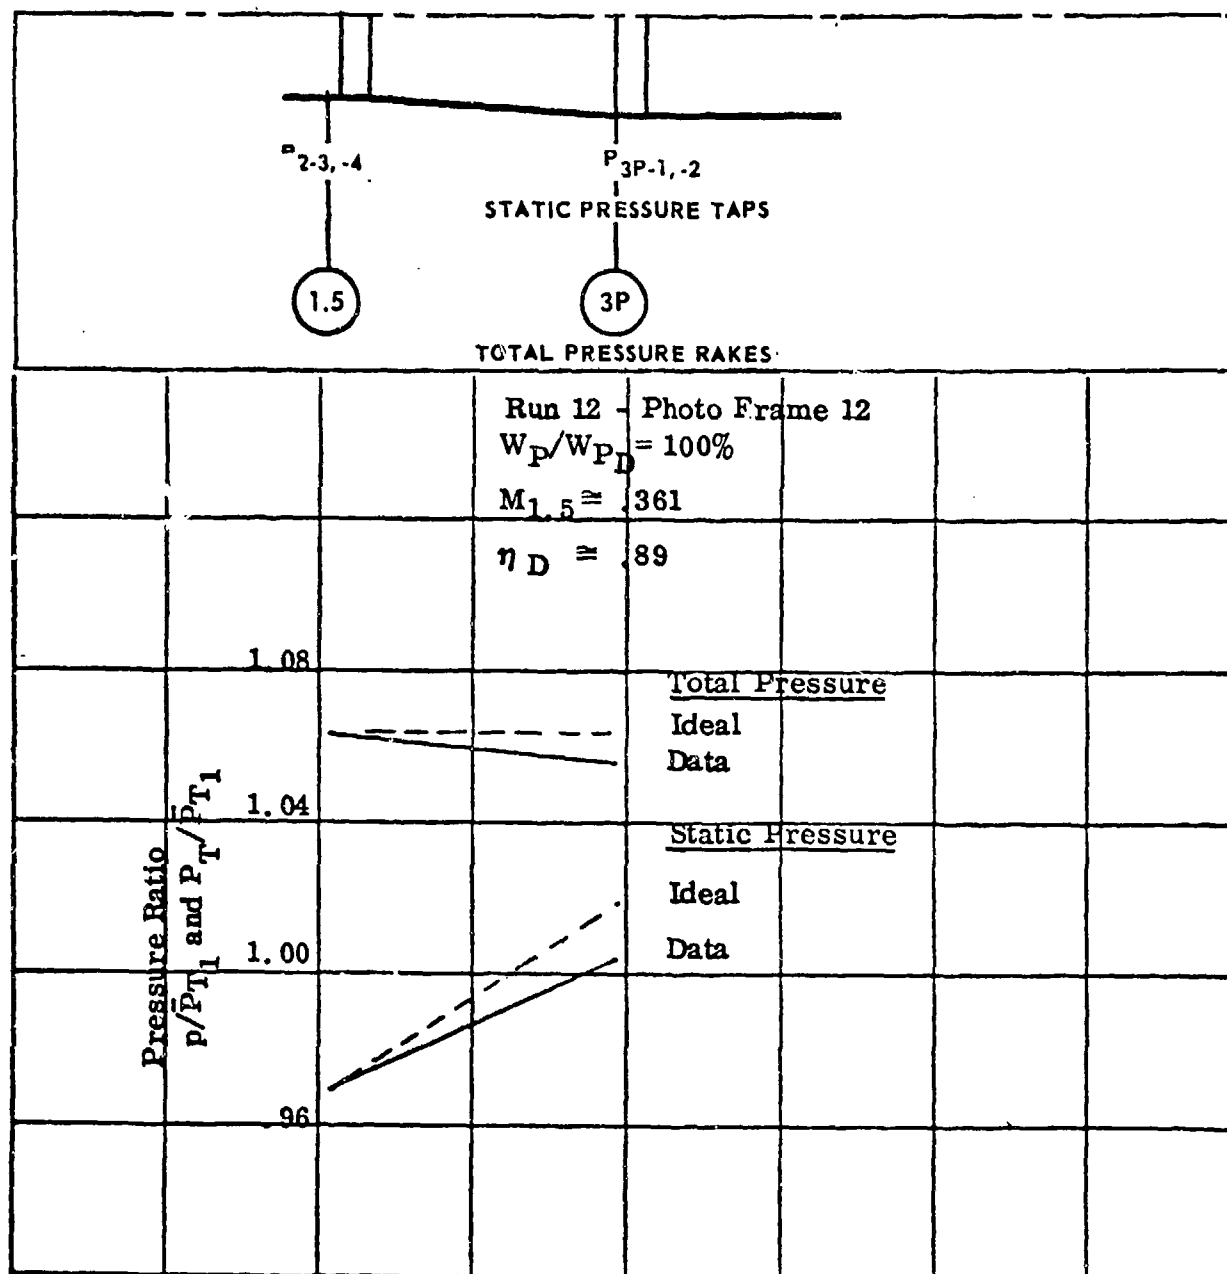 P2-3, -4
P3P-1, -2
STATIC PRESSURE TAPS
1.5
3P
TOTAL PRESSURE RAKES
Run 12 - Photo Frame 12
WP/WPD = 100%
M1.5 ≅ .361
ηD ≅ .89
1.08
Total Pressure
Ideal
Data
1.04
Static Pressure
Ideal
1.00
Data
.96
Pressure Ratio
p/P̄T1 and PT/P̄T1